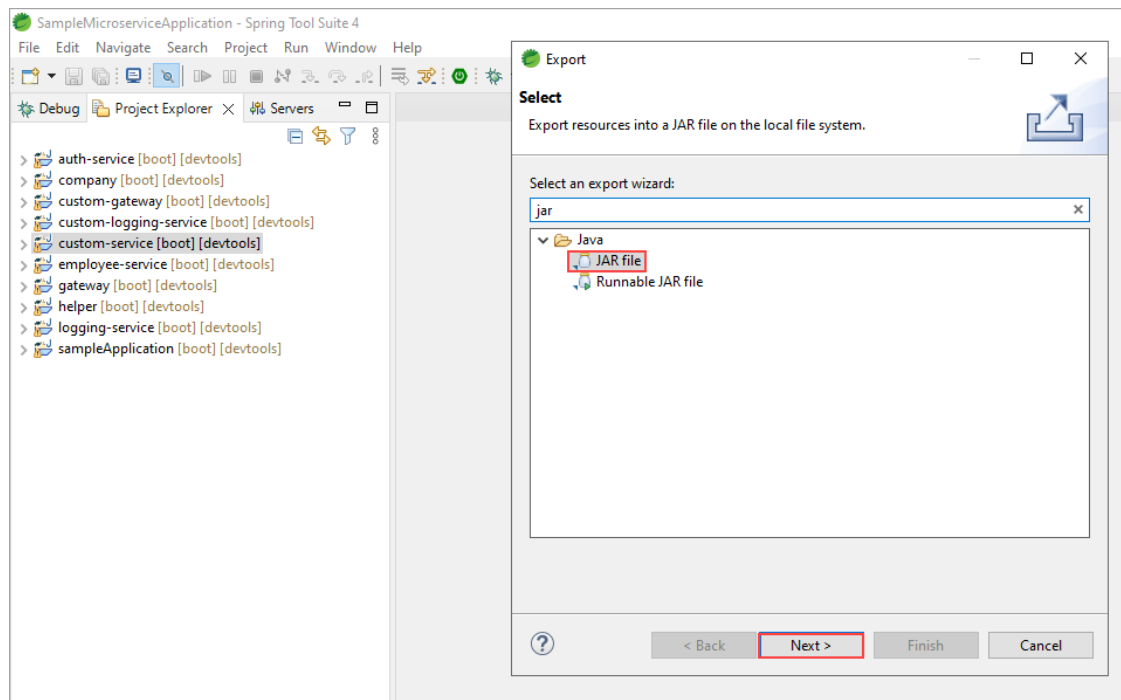 SampleMicroserviceApplication - Spring Tool Suite 4
File Edit Navigate Search Project Run Window Help
Debug Project Explorer Servers
auth-service [boot] [devtools]
company [boot] [devtools]
custom-gateway [boot] [devtools]
custom-logging-service [boot] [devtools]
custom-service [boot] [devtools]
employee-service [boot] [devtools]
gateway [boot] [devtools]
helper [boot] [devtools]
logging-service [boot] [devtools]
sampleApplication [boot] [devtools]
Export
Select
Export resources into a JAR file on the local file system.
Select an export wizard:
jar
Java
JAR file
Runnable JAR file
? < Back Next > Finish Cancel